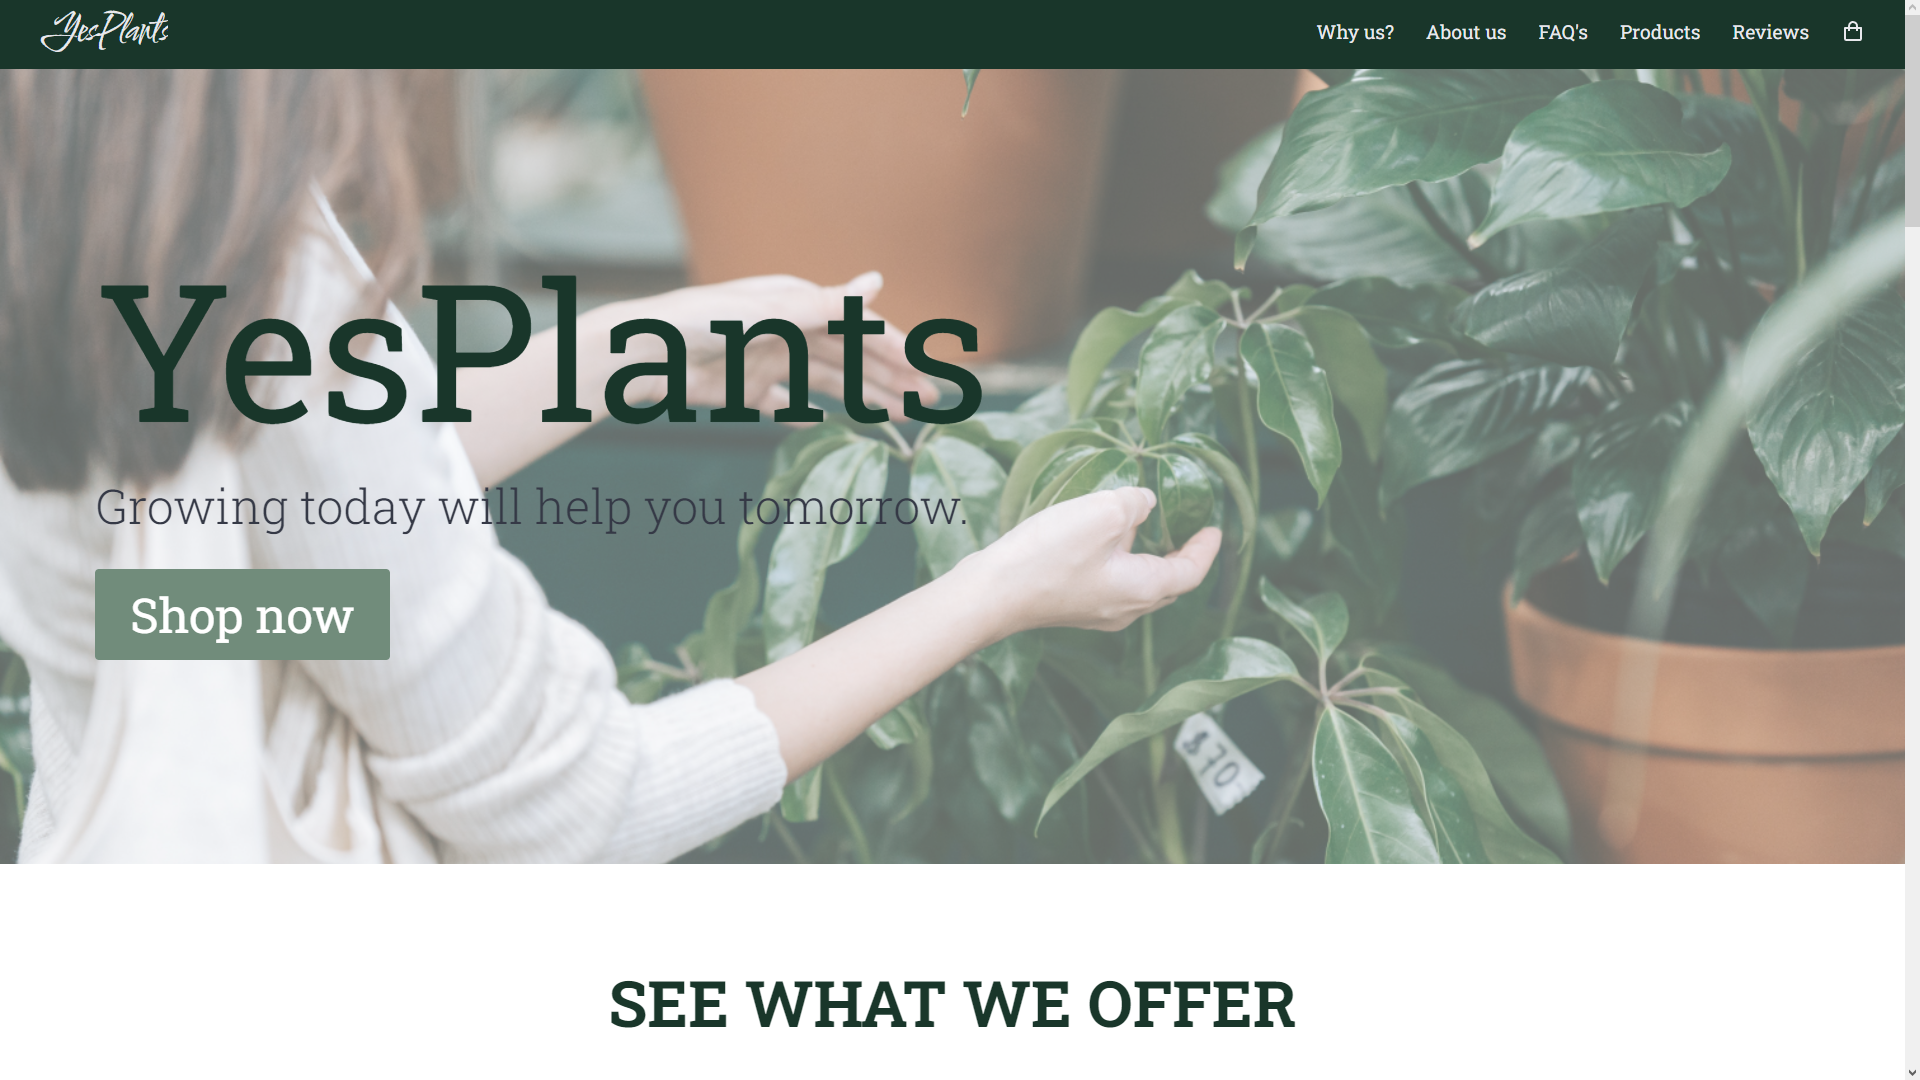 YesPlants
Why us? About us FAQ's Products Reviews
YesPlants
Growing today will help you tomorrow.
Shop now
$70
SEE WHAT WE OFFER